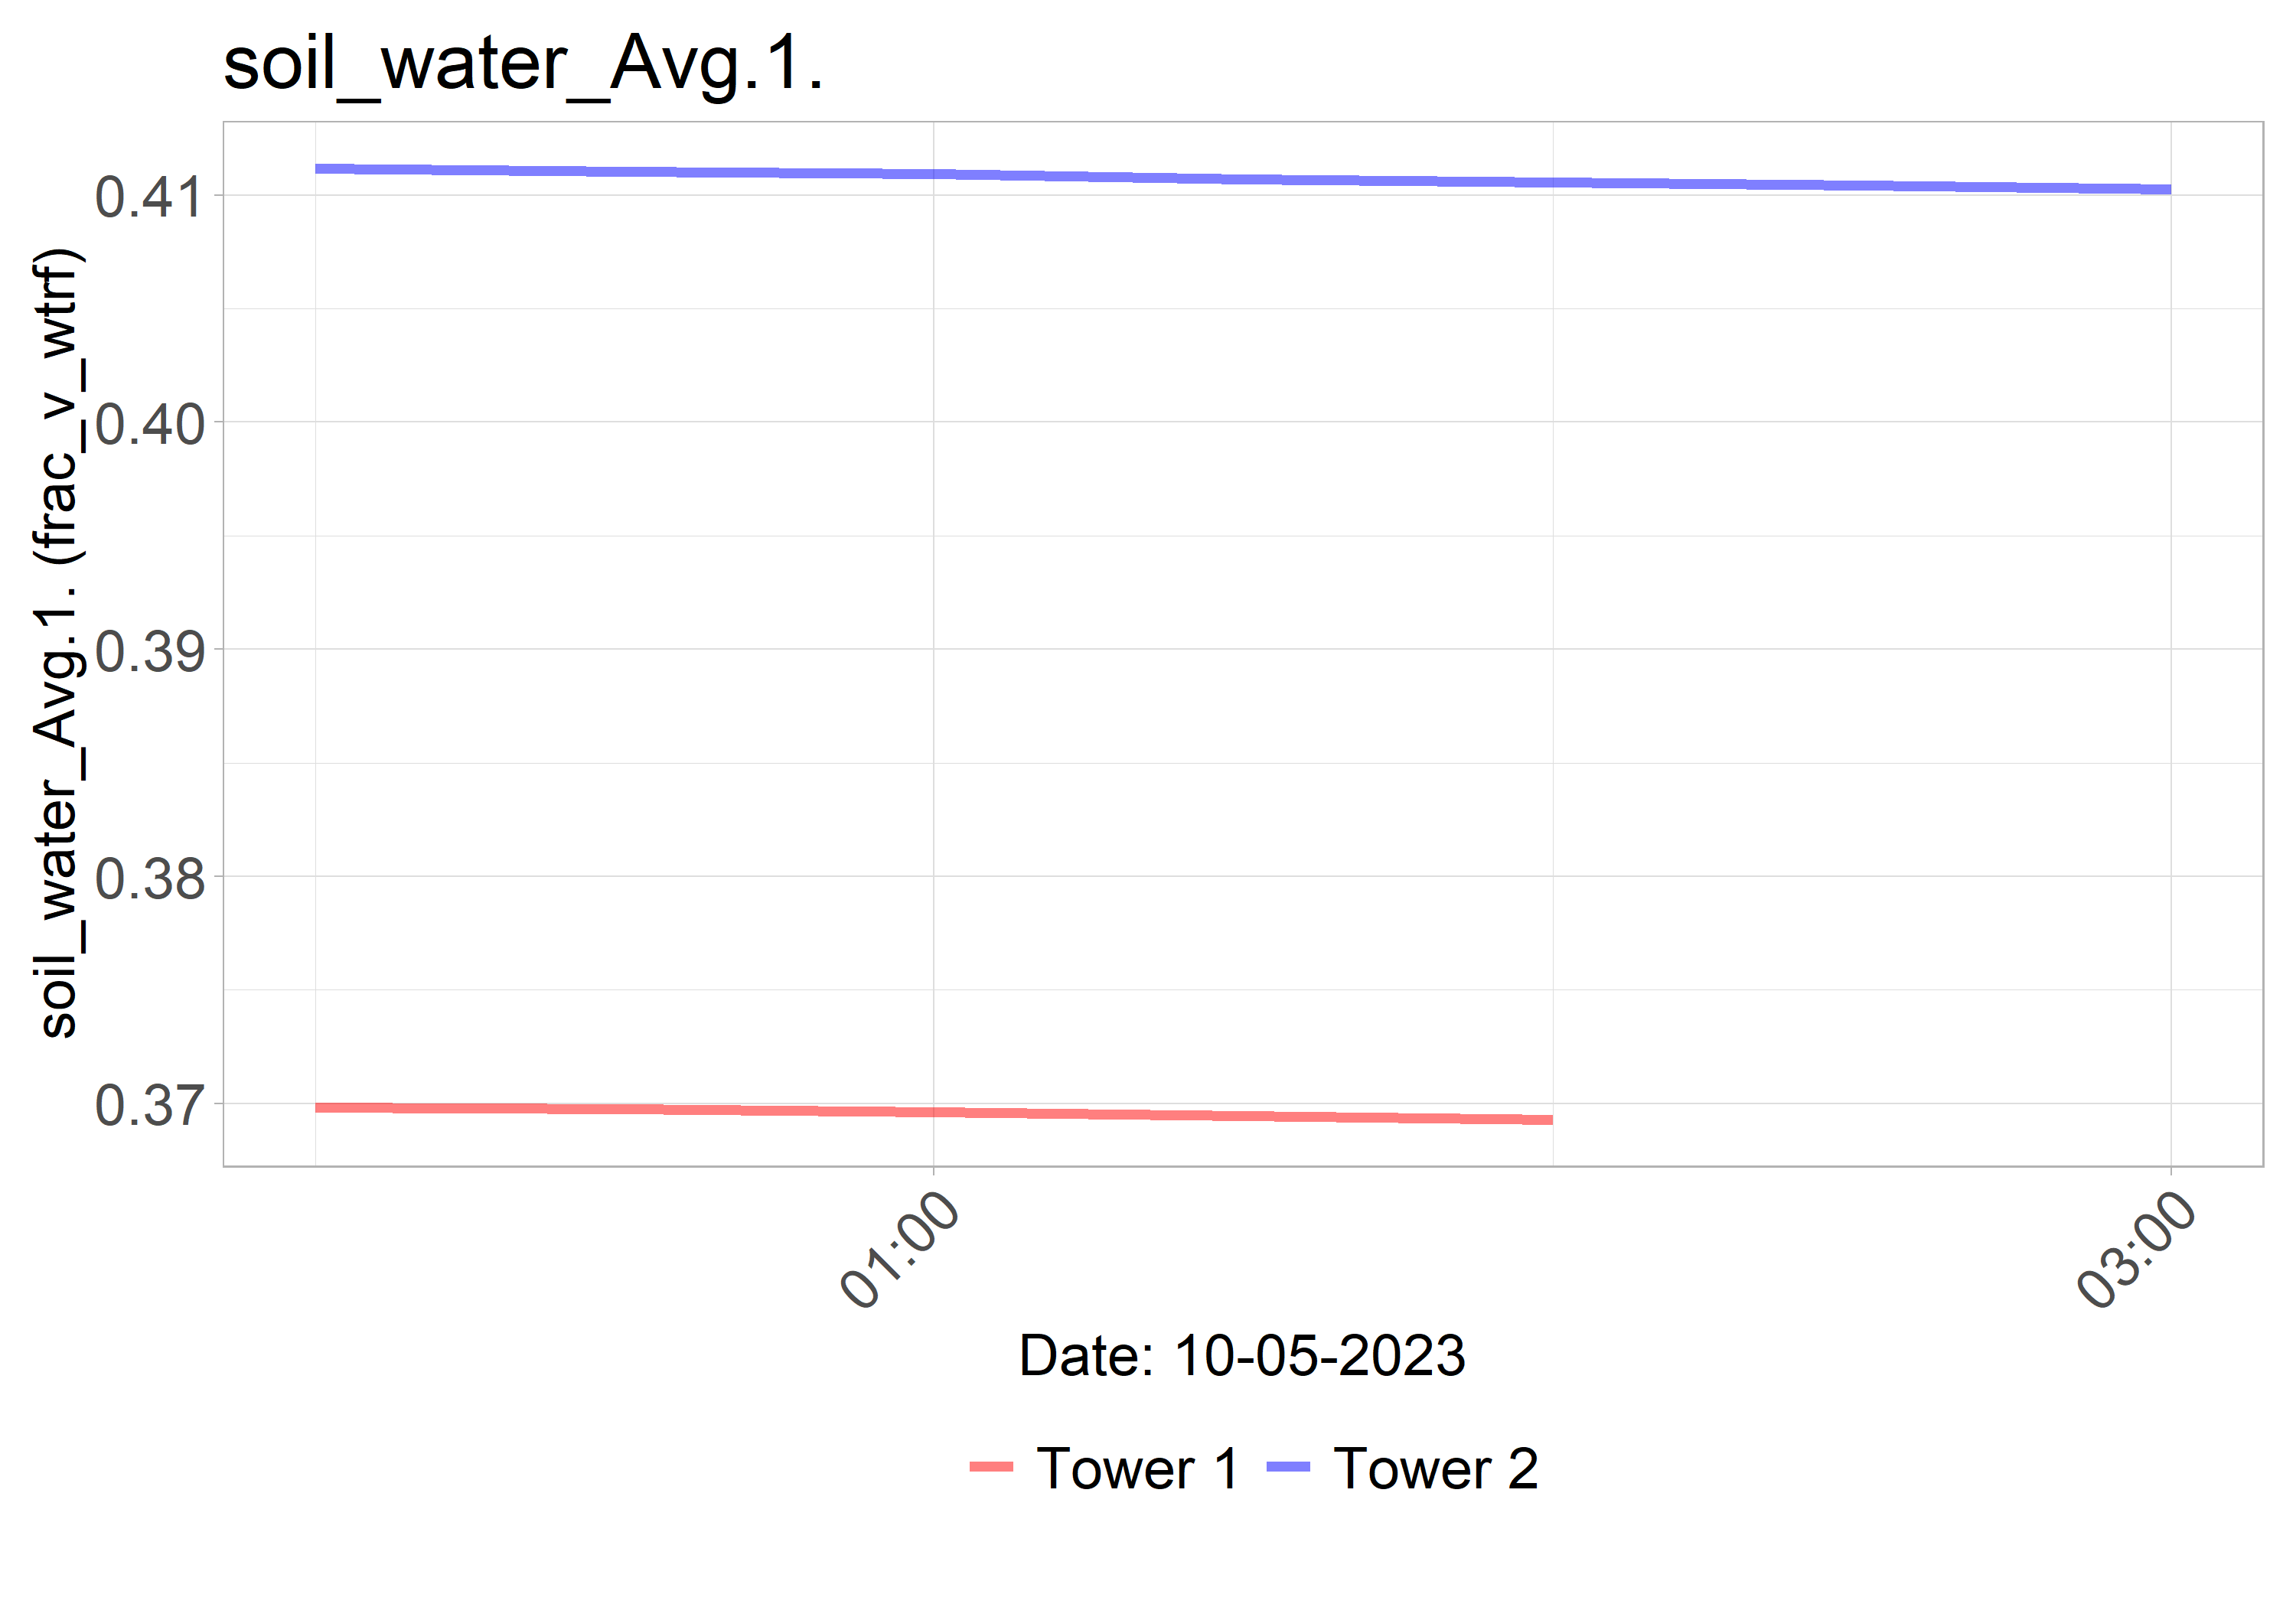 soil_water_Avg.1.
soil_water_Avg.1. (frac_v_wtrf)
0.41
0.40
0.39
0.38
0.37
01:00
03:00
Date: 10-05-2023
Tower 1 Tower 2